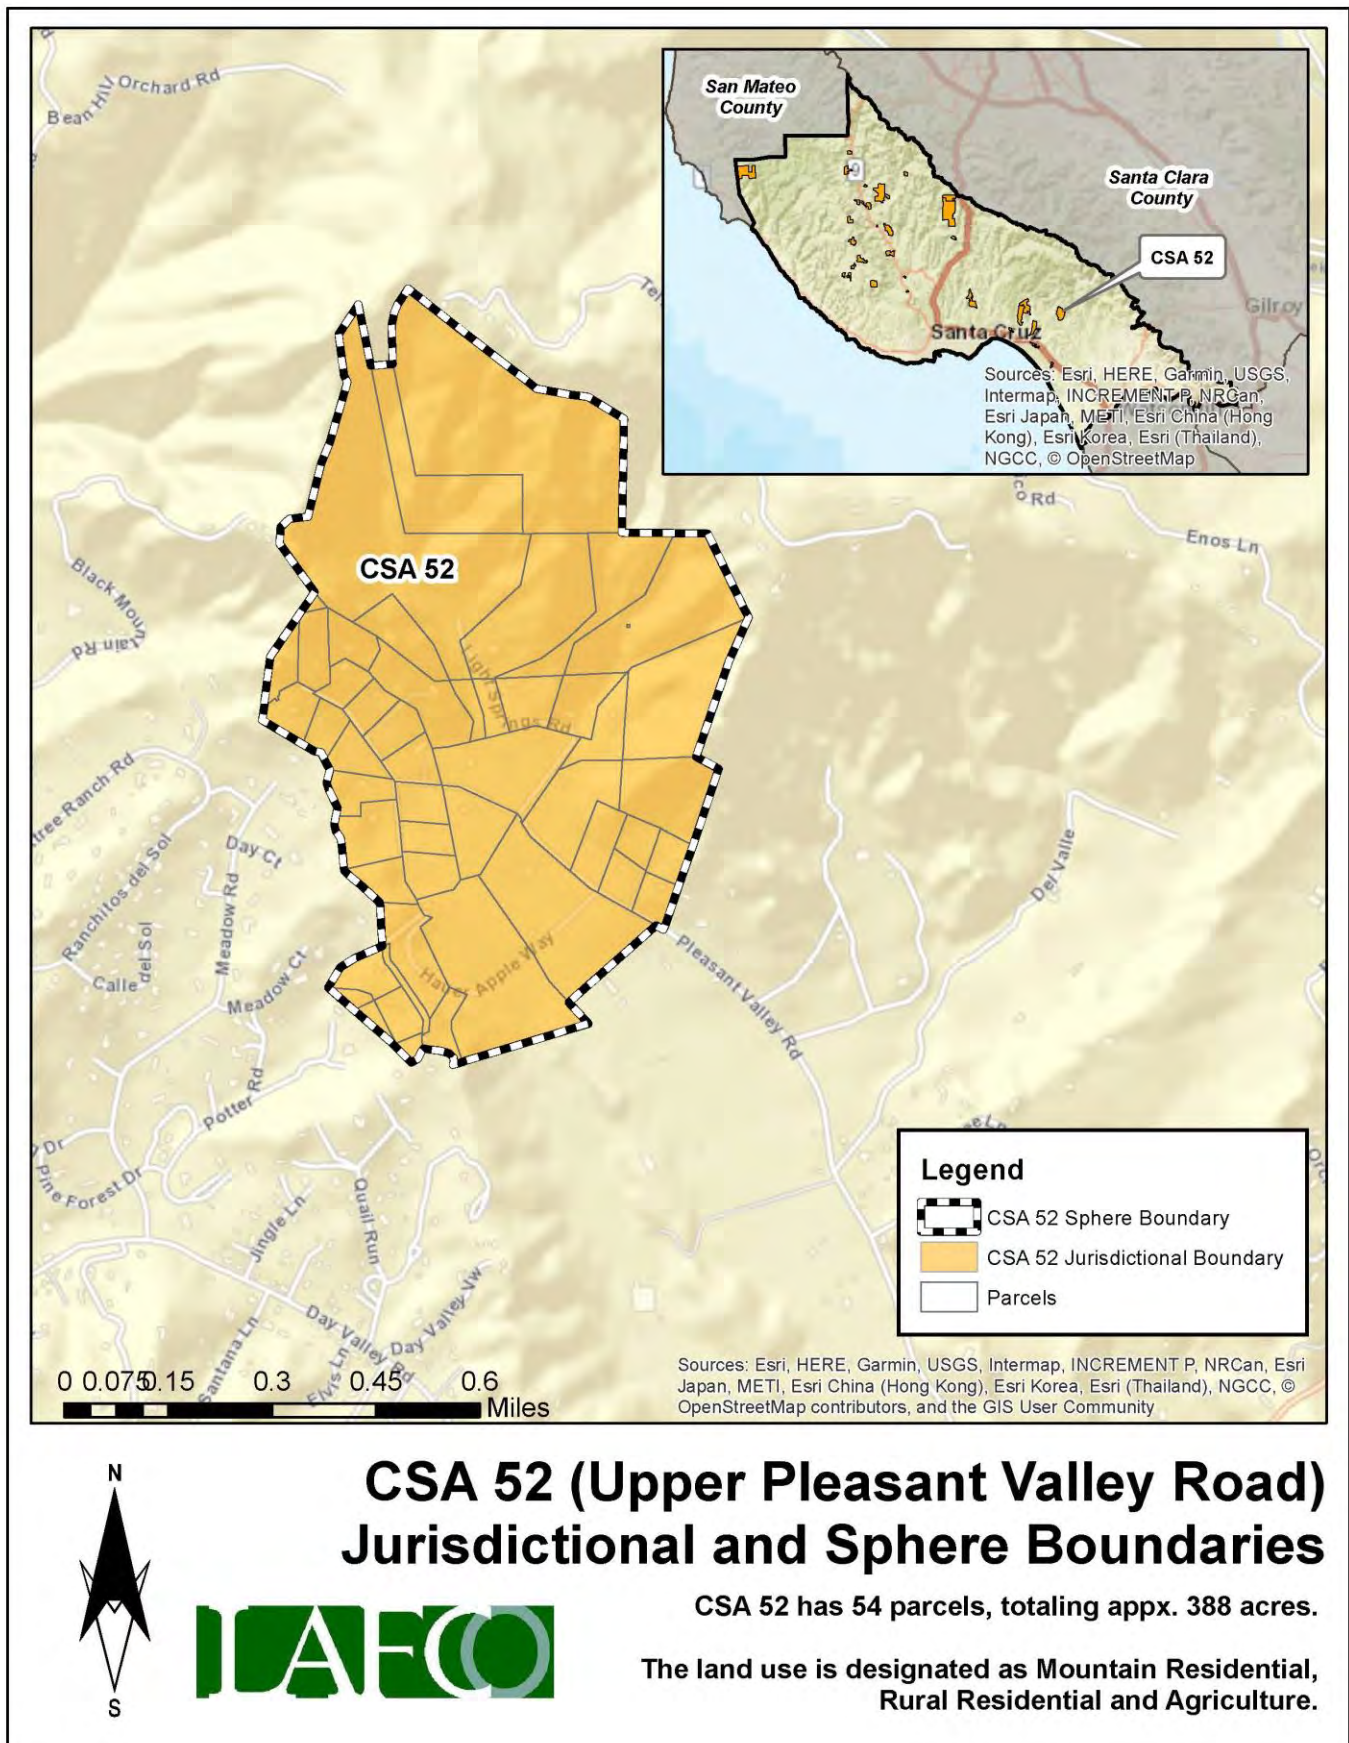 Orchard Rd
Bean Hill
San Mateo
County
9
Santa Clara
County
CSA 52
Gilroy
Santa Cruz
Sources: Esri, HERE, Garmin, USGS,
Intermap, INCREMENT P, NRCan,
Esri Japan, METI, Esri China (Hong
Kong), Esri Korea, Esri (Thailand),
NGCC, © OpenStreetMap
Rd
Enos Ln
CSA 52
Black Mountain Rd
Light Springs Rd
tree Ranch Rd
Ranchitos del Sol
Day Ct
Meadow Rd
Calle del Sol
Meadow Ct
Hauer Apple Way
Pleasant Valley Rd
Del Valle
Potter Rd
Dr
Pine Forest Dr
Jingle Ln
Quail Run
Santana Ln
Day Valley Rd
Elvis Ln
Day Valley Vw
Legend
CSA 52 Sphere Boundary
CSA 52 Jurisdictional Boundary
Parcels
0 0.075 0.15 0.3 0.45 0.6
Miles
Sources: Esri, HERE, Garmin, USGS, Intermap, INCREMENT P, NRCan, Esri
Japan, METI, Esri China (Hong Kong), Esri Korea, Esri (Thailand), NGCC, ©
OpenStreetMap contributors, and the GIS User Community
N
S
LAFCO
CSA 52 (Upper Pleasant Valley Road)
Jurisdictional and Sphere Boundaries
CSA 52 has 54 parcels, totaling appx. 388 acres.
The land use is designated as Mountain Residential,
Rural Residential and Agriculture.